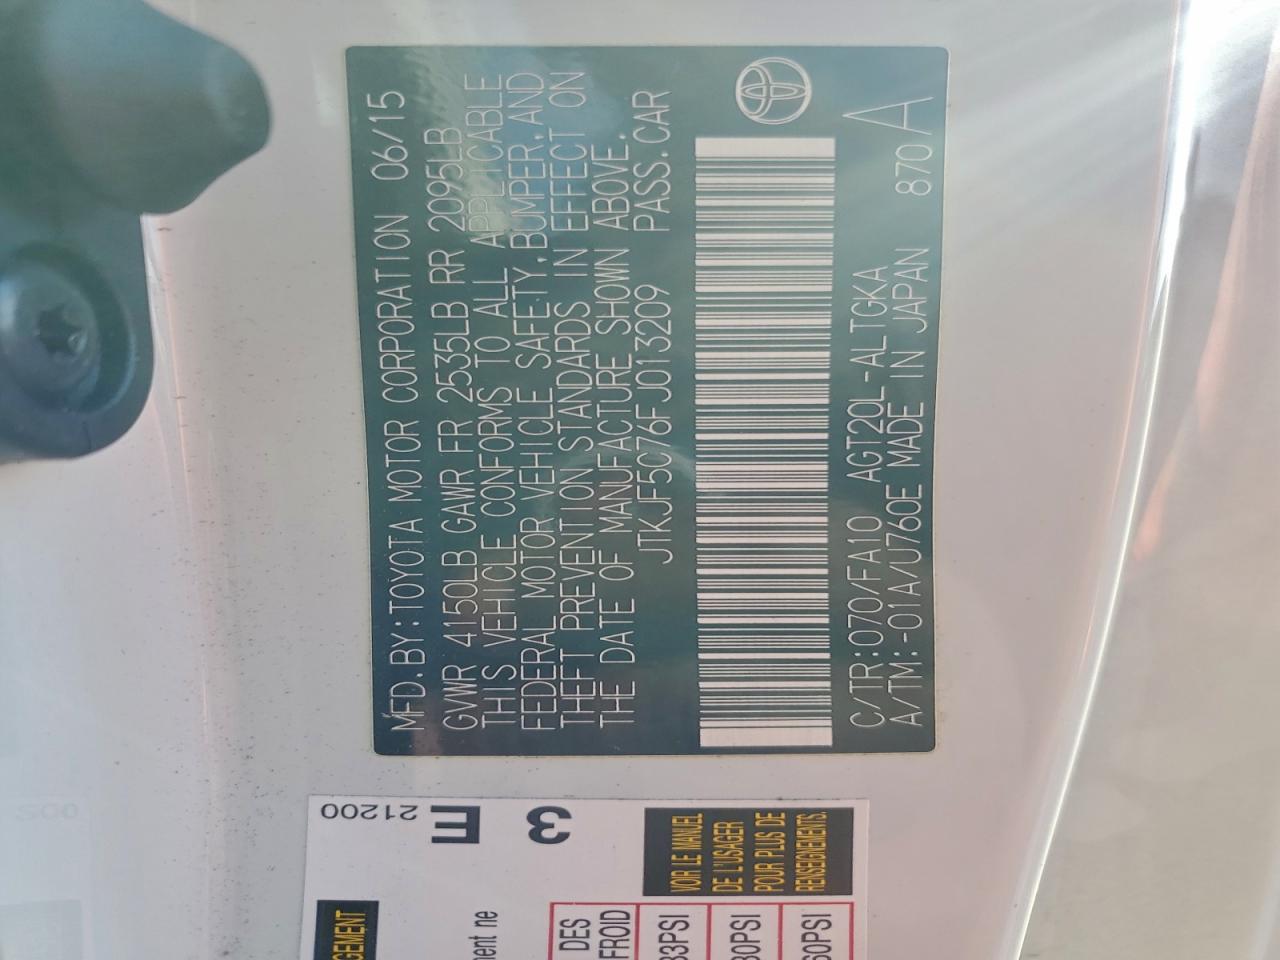 MFD.BY:TOYOTA MOTOR CORPORATION 06/15
GVWR 4150LB GAWR FR 2535LB RR 2095LB
THIS VEHICLE CONFORMS TO ALL APPLICABLE
FEDERAL MOTOR VEHICLE SAFETY,BUMPER,AND
THEFT PREVENTION STANDARDS IN EFFECT ON
THE DATE OF MANUFACTURE SHOWN ABOVE.
JTKJF5C76FJ013209 PASS.CAR
C/TR:070/FA10 AGT20L-ALTGKA
A/TM:-01A/U760E MADE IN JAPAN 870 A
21200
E
3
VOIR LE MANUEL
DE L'USAGER
POUR PLUS DE
RENSEIGNEMENTS.
GEMENT
ment ne
DES
FROID
33PSI
30PSI
60PSI